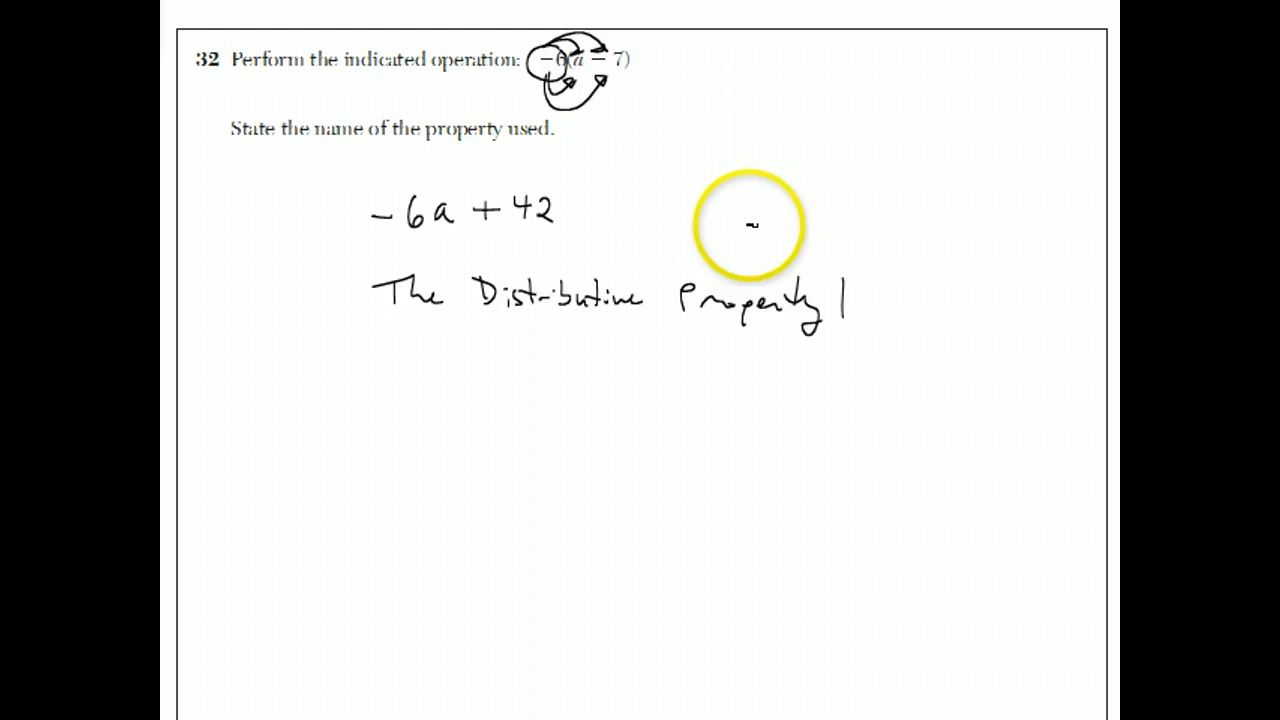 32 Perform the indicated operation: −6(a − 7)
State the name of the property used.
- 6a + 42
The Distributive Property